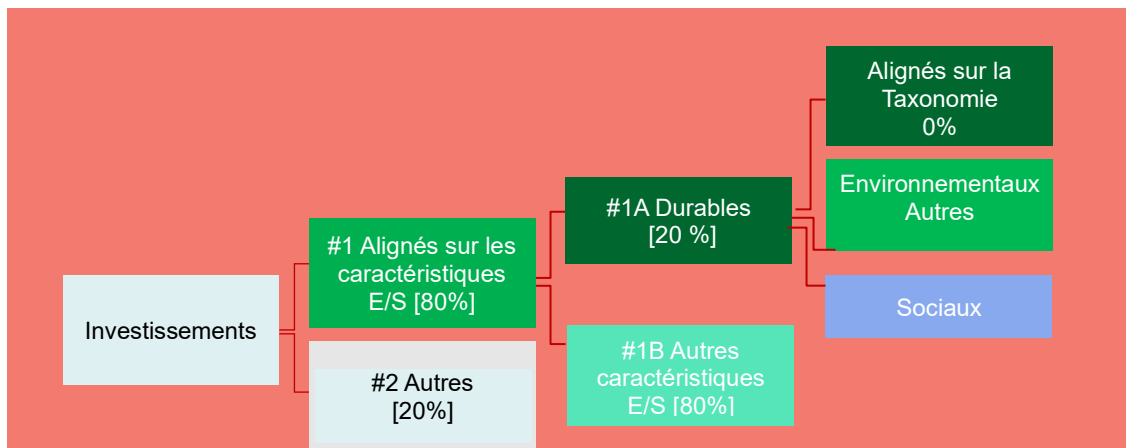 Investissements
#1 Alignés sur les
caractéristiques
E/S [80%]
#2 Autres
[20%]
#1A Durables
[20 %]
#1B Autres
caractéristiques
E/S [80%]
Alignés sur la
Taxonomie
0%
Environnementaux
Autres
Sociaux